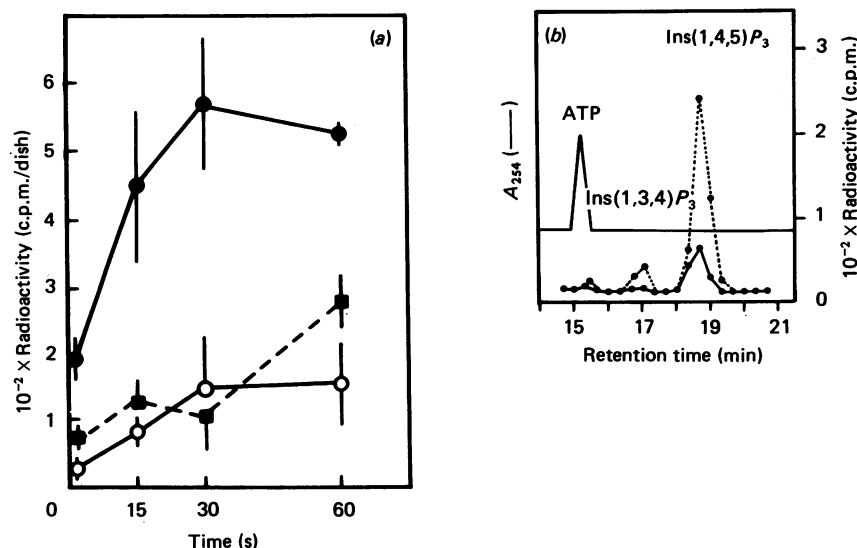 (a)
10⁻² × Radioactivity (c.p.m./dish)
6
5
4
3
2
1
0
15
30
60
Time (s)
(b)
Ins(1,4,5)P₃
ATP
Ins(1,3,4)P₃
A₂₅₄ (——)
10⁻² × Radioactivity (c.p.m.)
3
2
1
0
15
17
19
21
Retention time (min)